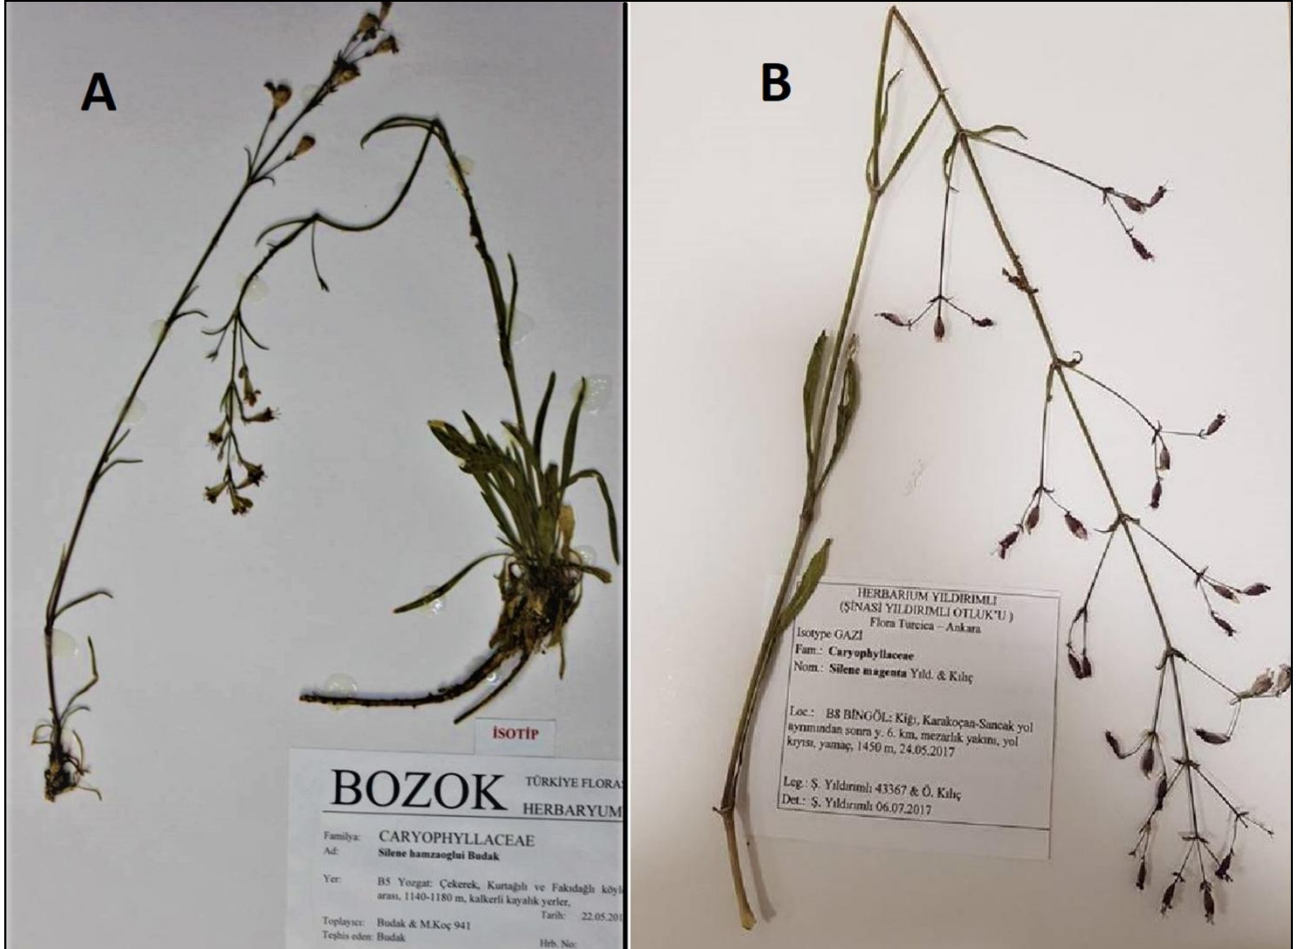 A
İSOTİP
BOZOK
TÜRKİYE FLORA
HERBARYUM
Familya: CARYOPHYLLACEAE
Ad: Silene hamzaoglui Budak
Yer: B5 Yozgat: Çekerek, Kurtağılı ve Fakıdağlı köyl
arası, 1140-1180 m, kalkerli kayalık yerler,
Tarih: 22.05.201
Toplayıcı: Budak & M.Koç 941
Teşhis eden: Budak
Hrb. No:
B
HERBARIUM YILDIRIMLI
(ŞİNASİ YILDIRIMLI OTLUK'U )
Flora Turcica – Ankara
Isotype GAZİ
Fam.: Caryophyllaceae
Nom.: Silene magenta Yıld. & Kılıç
Loc.: B8 BİNGÖL: Kiğı, Karakoçan-Sancak yol
ayrımından sonra y. 6. km, mezarlık yakını, yol
kıyısı, yamaç, 1450 m, 24.05.2017
Leg.: Ş. Yıldırımlı 43367 & Ö. Kılıç
Det.: Ş. Yıldırımlı 06.07.2017